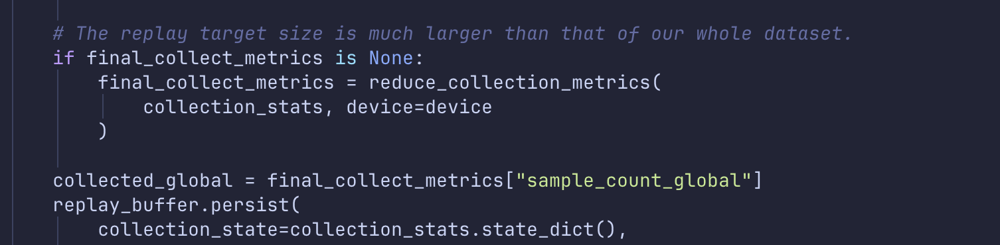 # The replay target size is much larger than that of our whole dataset.
if final_collect_metrics is None:
    final_collect_metrics = reduce_collection_metrics(
        collection_stats, device=device
    )

collected_global = final_collect_metrics["sample_count_global"]
replay_buffer.persist(
    collection_state=collection_stats.state_dict(),